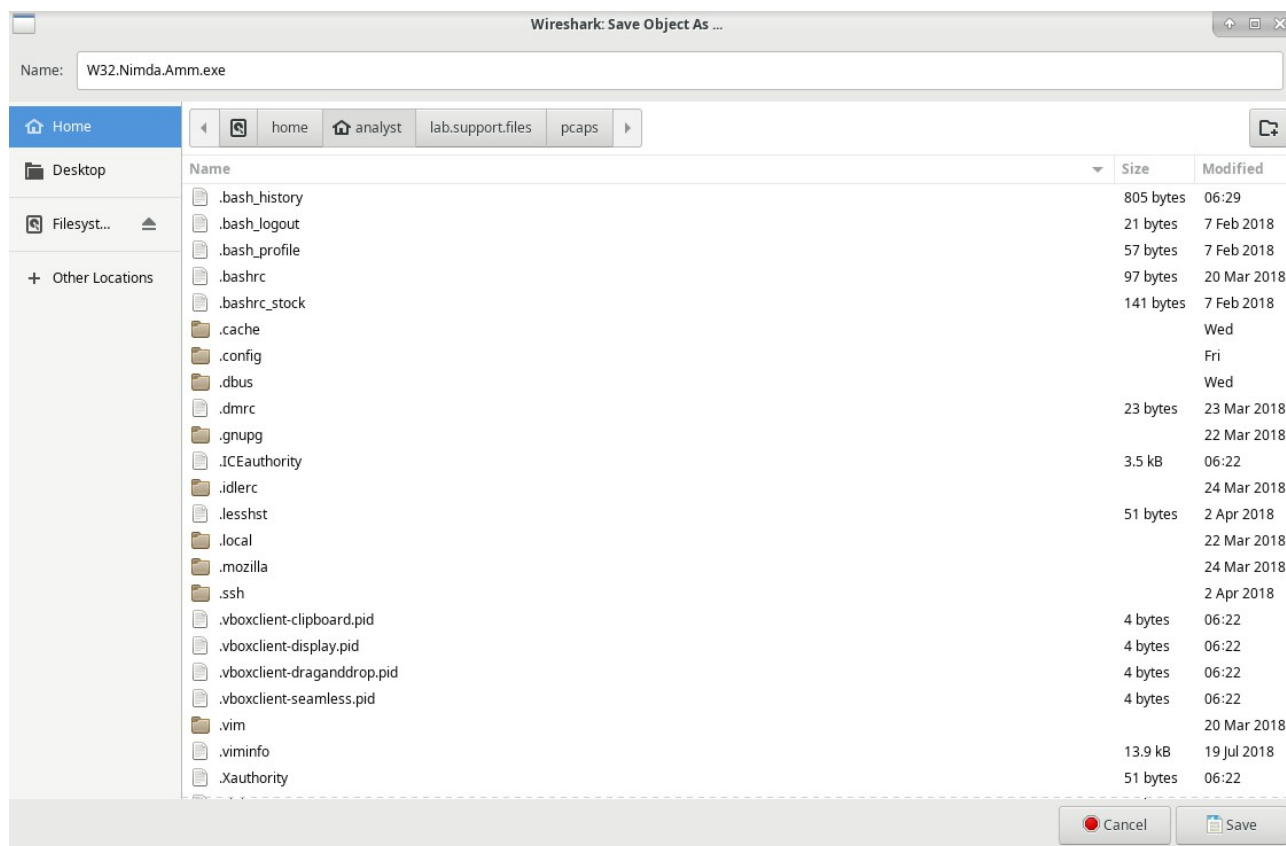 Wireshark: Save Object As ...
Name: W32.Nimda.Amm.exe
Home
home analyst lab.support.files pcaps
Desktop
Filesyst...
+ Other Locations
Name Size Modified
.bash_history 805 bytes 06:29
.bash_logout 21 bytes 7 Feb 2018
.bash_profile 57 bytes 7 Feb 2018
.bashrc 97 bytes 20 Mar 2018
.bashrc_stock 141 bytes 7 Feb 2018
.cache Wed
.config Fri
.dbus Wed
.dmrc 23 bytes 23 Mar 2018
.gnupg 22 Mar 2018
.ICEauthority 3.5 kB 06:22
.idlerc 24 Mar 2018
.lesshst 51 bytes 2 Apr 2018
.local 22 Mar 2018
.mozilla 24 Mar 2018
.ssh 2 Apr 2018
.vboxclient-clipboard.pid 4 bytes 06:22
.vboxclient-display.pid 4 bytes 06:22
.vboxclient-draganddrop.pid 4 bytes 06:22
.vboxclient-seamless.pid 4 bytes 06:22
.vim 20 Mar 2018
.viminfo 13.9 kB 19 Jul 2018
.Xauthority 51 bytes 06:22
Cancel Save